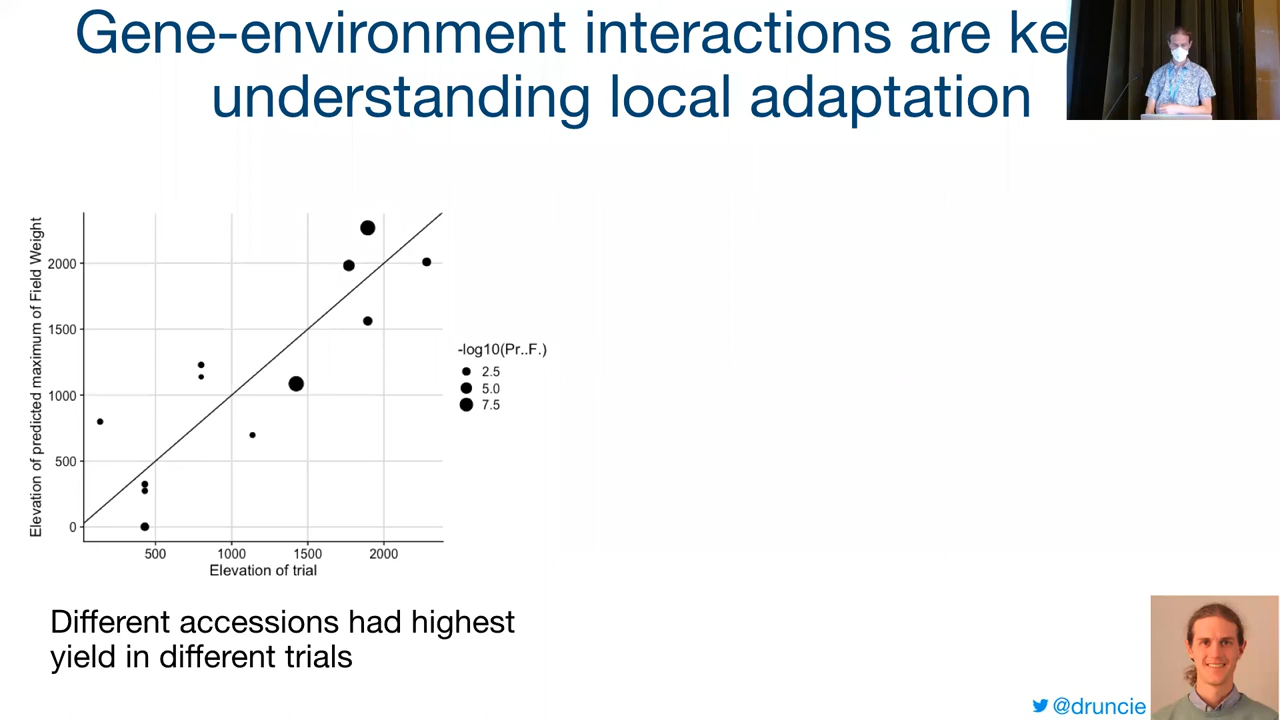 Gene-environment interactions are ke
understanding local adaptation
Elevation of predicted maximum of Field Weight
2000
1500
1000
500
0
500 1000 1500 2000
Elevation of trial
-log10(Pr..F.)
2.5
5.0
7.5
Different accessions had highest
yield in different trials
@druncie